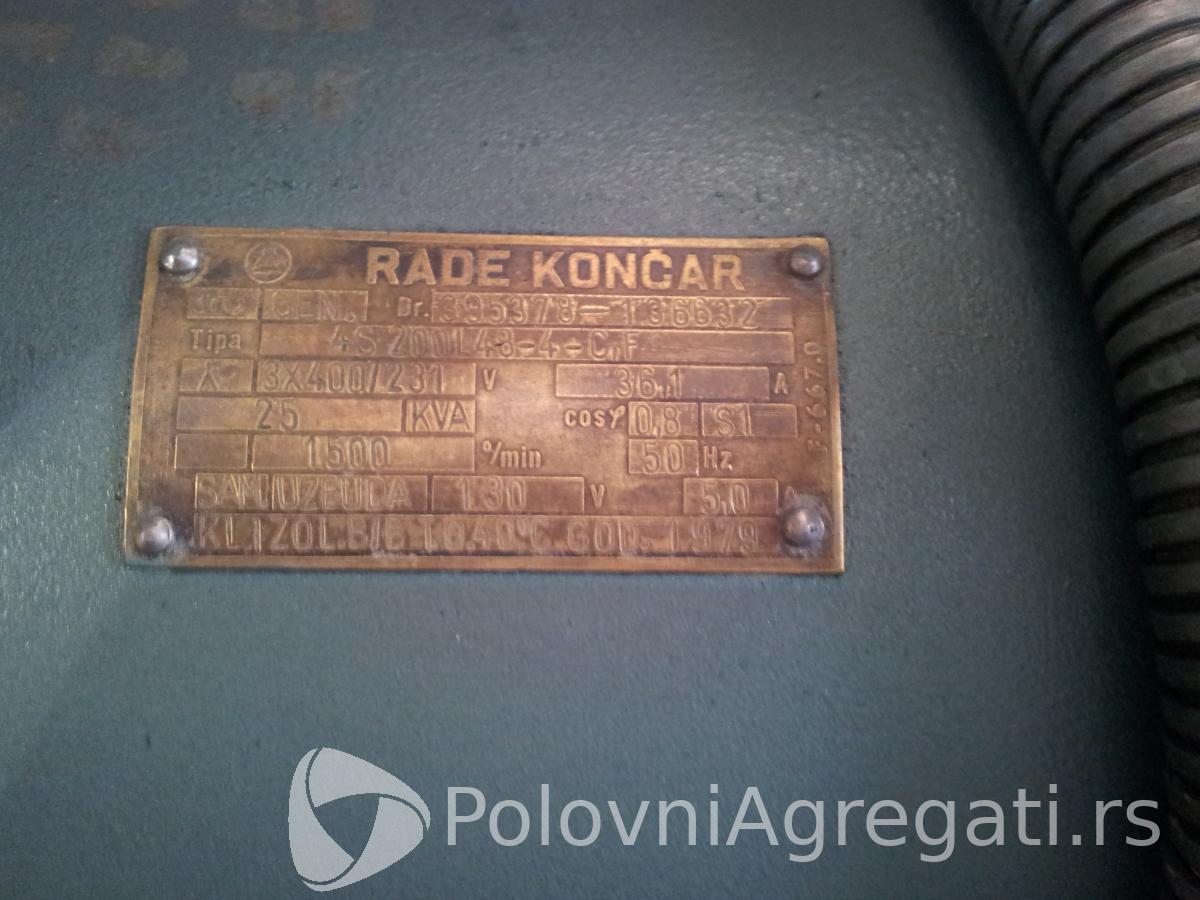 RADE KONČAR
GEN. Br. 395378-136632
Tipa 4S 200L48-4-C,F
3X400/231 V 36,1 A
25 KVA cosφ 0,8 S1
1500 °/min 50 Hz
SAMOUZBUDA 130 V 5,0 A
KL.IZOL.B/B T.O.40°C.GOD. 1979
PolovniAgregati.rs